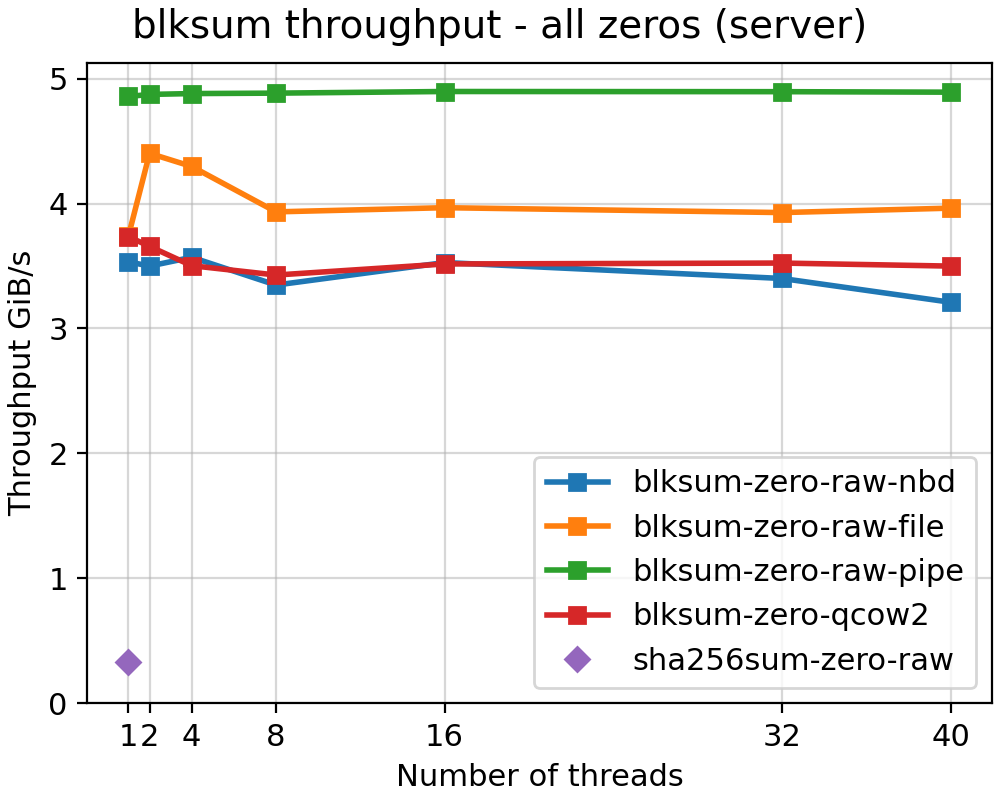 blksum throughput - all zeros (server)
Throughput GiB/s
5
4
3
2
1
0
1 2 4 8 16 32 40
Number of threads
blksum-zero-raw-nbd
blksum-zero-raw-file
blksum-zero-raw-pipe
blksum-zero-qcow2
sha256sum-zero-raw